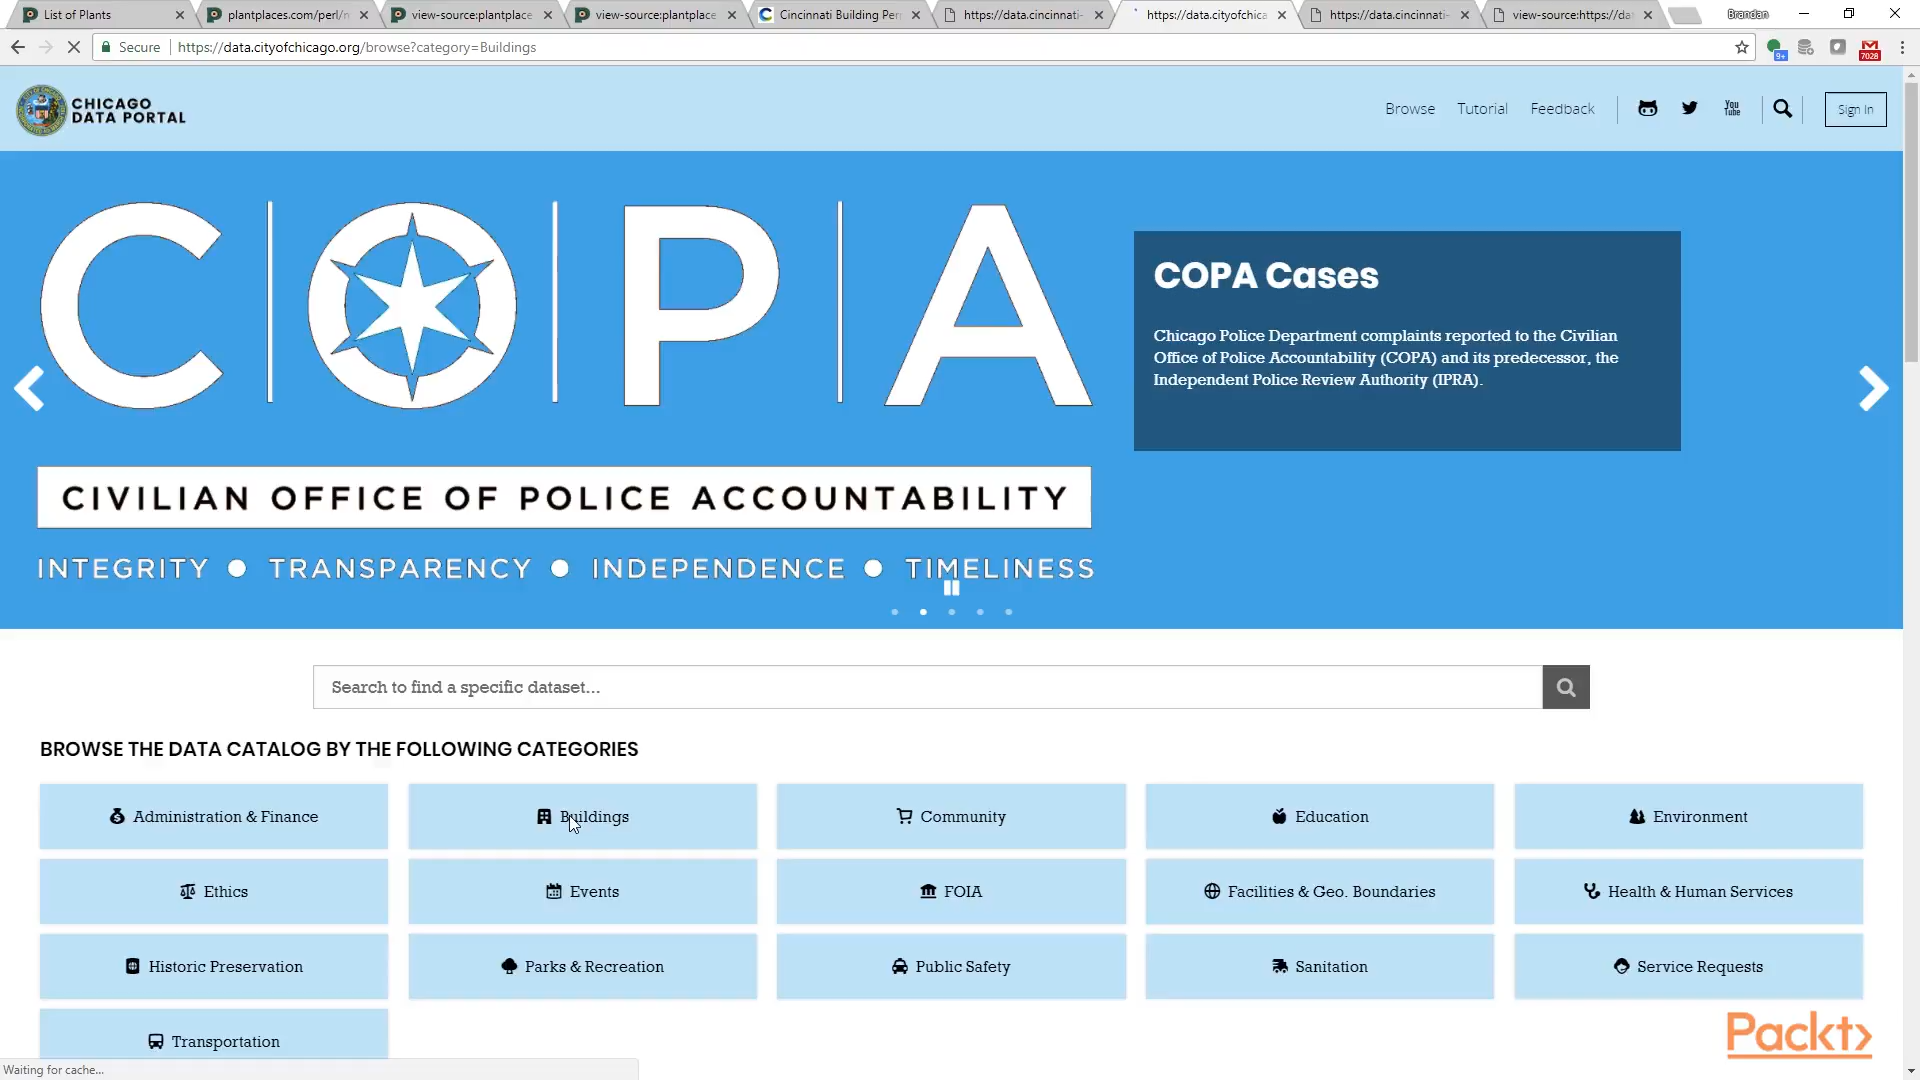 List of Plants
plantplaces.com/perl/n
view-source:plantplace
view-source:plantplace
Cincinnati Building Per
https://data.cincinnati-
https://data.cityofchica
https://data.cincinnati-
view-source:https://da
Brandan
Secure
https://data.cityofchicago.org/browse?category=Buildings
9+
7028
CHICAGO
DATA PORTAL
Browse
Tutorial
Feedback
You
Tube
Sign In
COPA
COPA Cases
Chicago Police Department complaints reported to the Civilian
Office of Police Accountability (COPA) and its predecessor, the
Independent Police Review Authority (IPRA).
CIVILIAN OFFICE OF POLICE ACCOUNTABILITY
INTEGRITY ● TRANSPARENCY ● INDEPENDENCE ● TIMELINESS
Search to find a specific dataset...
BROWSE THE DATA CATALOG BY THE FOLLOWING CATEGORIES
Administration & Finance
Buildings
Community
Education
Environment
Ethics
Events
FOIA
Facilities & Geo. Boundaries
Health & Human Services
Historic Preservation
Parks & Recreation
Public Safety
Sanitation
Service Requests
Transportation
Packt>
Waiting for cache...